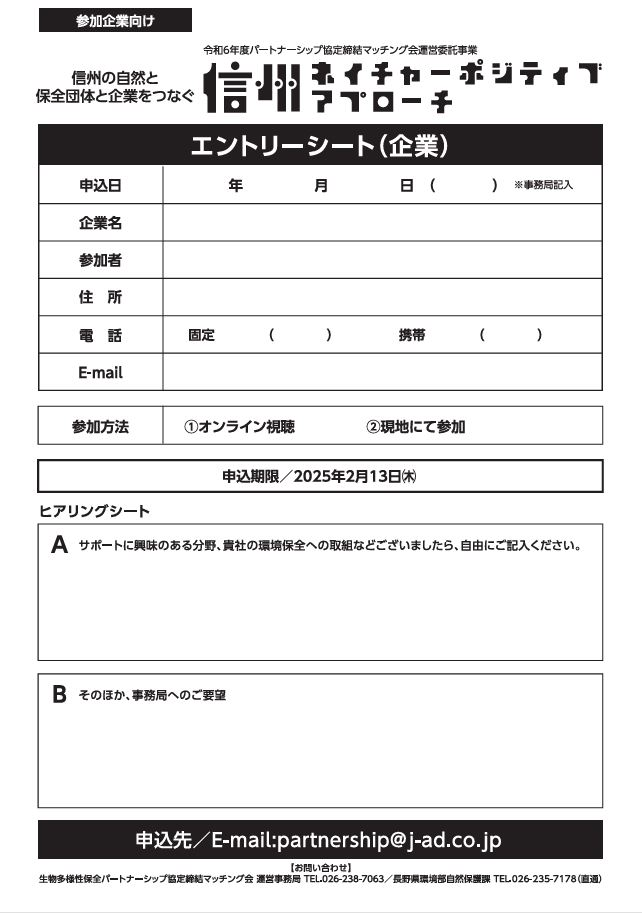 参加企業向け
令和6年度パートナーシップ協定締結マッチング会運営委託事業
信州の自然と
保全団体と企業をつなぐ
信州 ネイチャーポジティブ
アプローチ
エントリーシート(企業)
申込日 年 月 日 ( ) ※事務局記入
企業名
参加者
住 所
電 話 固定 ( ) 携帯 ( )
E-mail
参加方法 ①オンライン視聴 ②現地にて参加
申込期限／2025年2月13日㈭
ヒアリングシート
A サポートに興味のある分野、貴社の環境保全への取組などございましたら、自由にご記入ください。
B そのほか、事務局へのご要望
申込先／E-mail:partnership@j-ad.co.jp
【お問い合わせ】
生物多様性保全パートナーシップ協定締結マッチング会 運営事務局 TEL.026-238-7063／長野県環境部自然保護課 TEL.026-235-7178(直通)